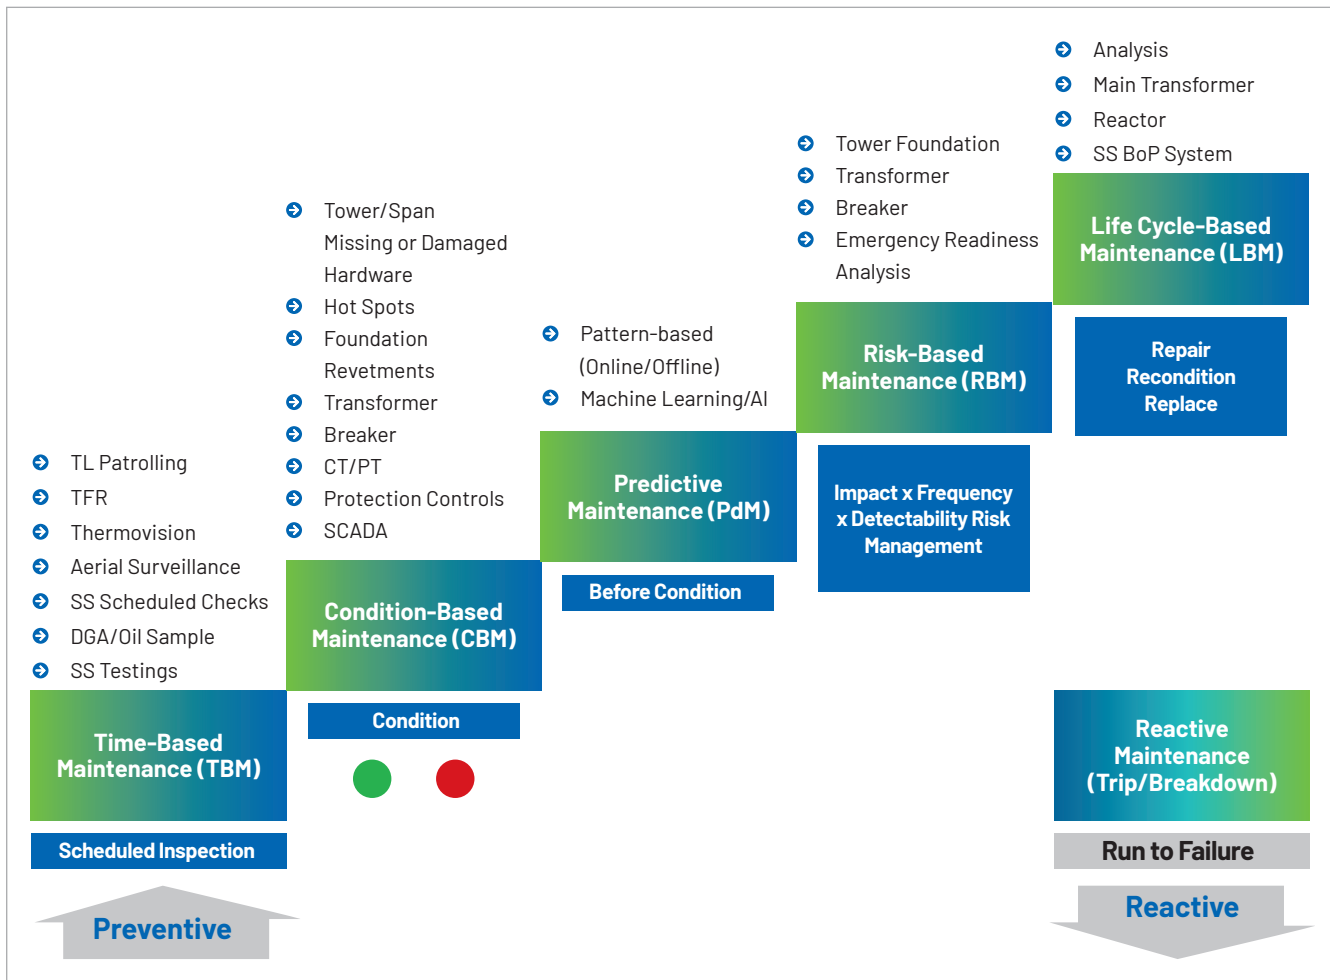 TL Patrolling
TFR
Thermovision
Aerial Surveillance
SS Scheduled Checks
DGA/Oil Sample
SS Testings
Time-Based
Maintenance (TBM)
Scheduled Inspection
Preventive
Tower/Span
Missing or Damaged
Hardware
Hot Spots
Foundation
Revetments
Transformer
Breaker
CT/PT
Protection Controls
SCADA
Condition-Based
Maintenance (CBM)
Condition
Pattern-based
(Online/Offline)
Machine Learning/AI
Predictive
Maintenance (PdM)
Before Condition
Tower Foundation
Transformer
Breaker
Emergency Readiness
Analysis
Risk-Based
Maintenance (RBM)
Impact x Frequency
x Detectability Risk
Management
Analysis
Main Transformer
Reactor
SS BoP System
Life Cycle-Based
Maintenance (LBM)
Repair
Recondition
Replace
Reactive
Maintenance
(Trip/Breakdown)
Run to Failure
Reactive